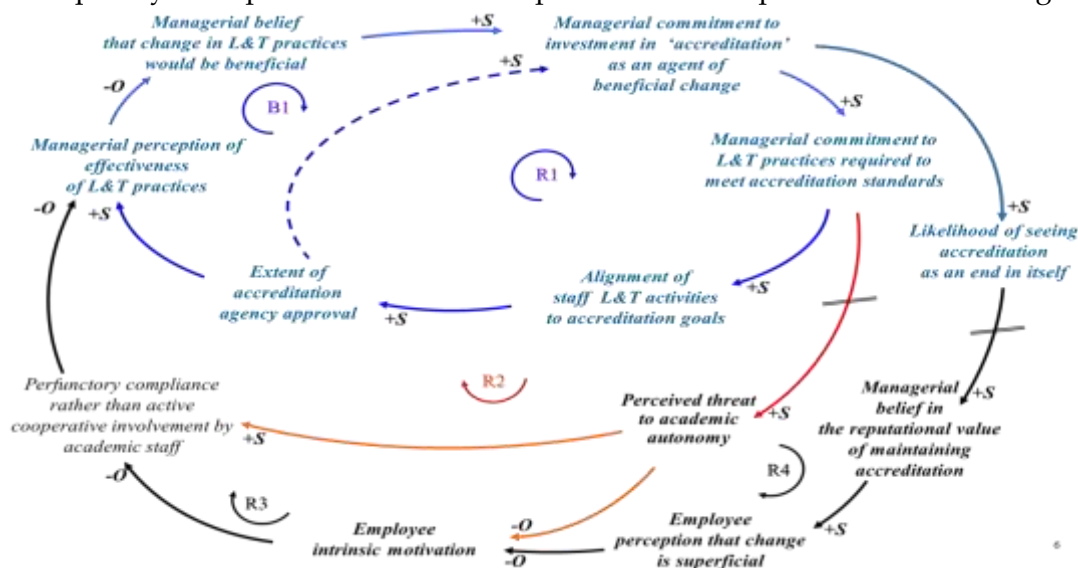 Managerial belief
that change in L&T practices
would be beneficial
+S
Managerial commitment to
investment in 'accreditation'
as an agent of
beneficial change
+S
-O
B1
+S
Managerial perception of
effectiveness
of L&T practices
R1
Managerial commitment to
L&T practices required to
meet accreditation standards
-O
+S
+S
Likelihood of seeing
accreditation
as an end in itself
Extent of
accreditation
agency approval
+S
Alignment of
staff L&T activities
to accreditation goals
+S
Perfunctory compliance
rather than active
cooperative involvement by
academic staff
+S
-O
R2
Perceived threat
to academic
autonomy
+S
Managerial
belief in
the reputational value
of maintaining
accreditation
+S
R3
R4
Employee
intrinsic motivation
-O
-O
Employee
perception that change
is superficial
+S
6